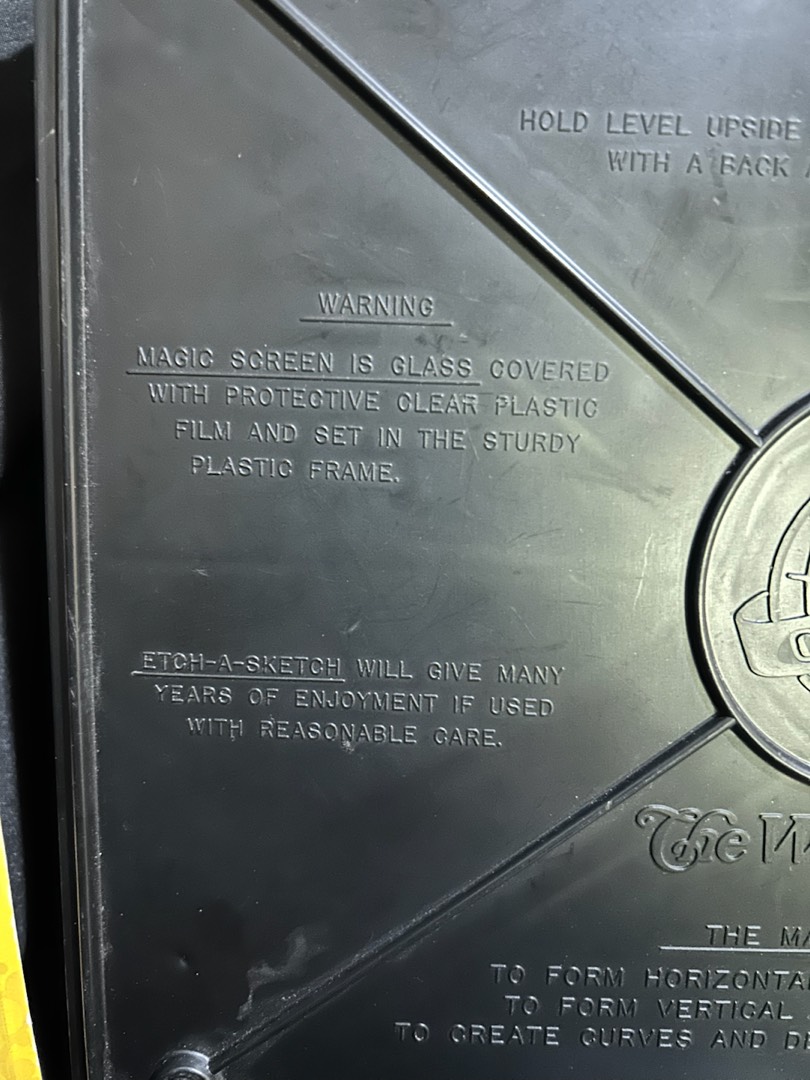 HOLD LEVEL UPSIDE
WITH A BACK
WARNING
MAGIC SCREEN IS GLASS COVERED
WITH PROTECTIVE CLEAR PLASTIC
FILM AND SET IN THE STURDY
PLASTIC FRAME.
ETCH-A-SKETCH WILL GIVE MANY
YEARS OF ENJOYMENT IF USED
WITH REASONABLE CARE.
The
THE
TO FORM
TO FORM VERTICAL
TO CREATE CURVES AND